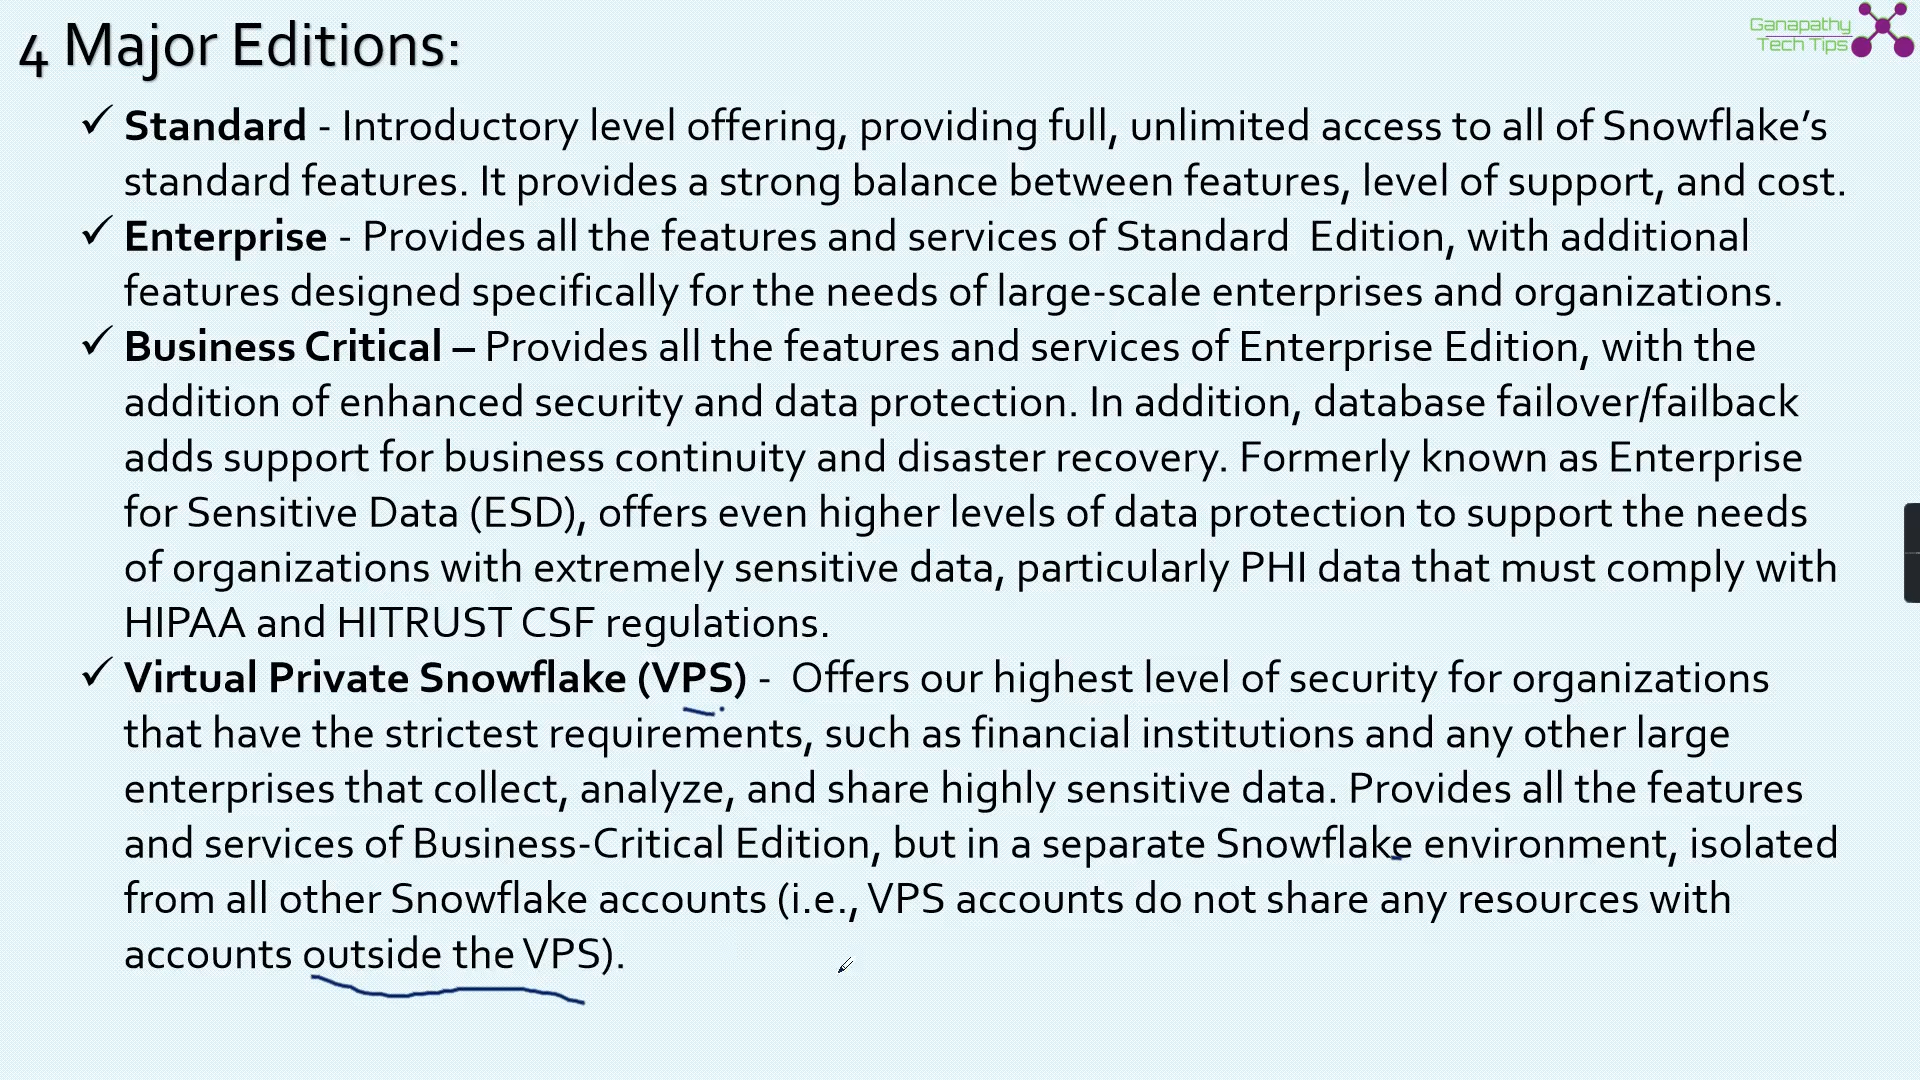 4 Major Editions:
Ganapathy
Tech Tips
✓ Standard - Introductory level offering, providing full, unlimited access to all of Snowflake’s
standard features. It provides a strong balance between features, level of support, and cost.
✓ Enterprise - Provides all the features and services of Standard  Edition, with additional
features designed specifically for the needs of large-scale enterprises and organizations.
✓ Business Critical – Provides all the features and services of Enterprise Edition, with the
addition of enhanced security and data protection. In addition, database failover/failback
adds support for business continuity and disaster recovery. Formerly known as Enterprise
for Sensitive Data (ESD), offers even higher levels of data protection to support the needs
of organizations with extremely sensitive data, particularly PHI data that must comply with
HIPAA and HITRUST CSF regulations.
✓ Virtual Private Snowflake (VPS) -  Offers our highest level of security for organizations
that have the strictest requirements, such as financial institutions and any other large
enterprises that collect, analyze, and share highly sensitive data. Provides all the features
and services of Business-Critical Edition, but in a separate Snowflake environment, isolated
from all other Snowflake accounts (i.e., VPS accounts do not share any resources with
accounts outside the VPS).